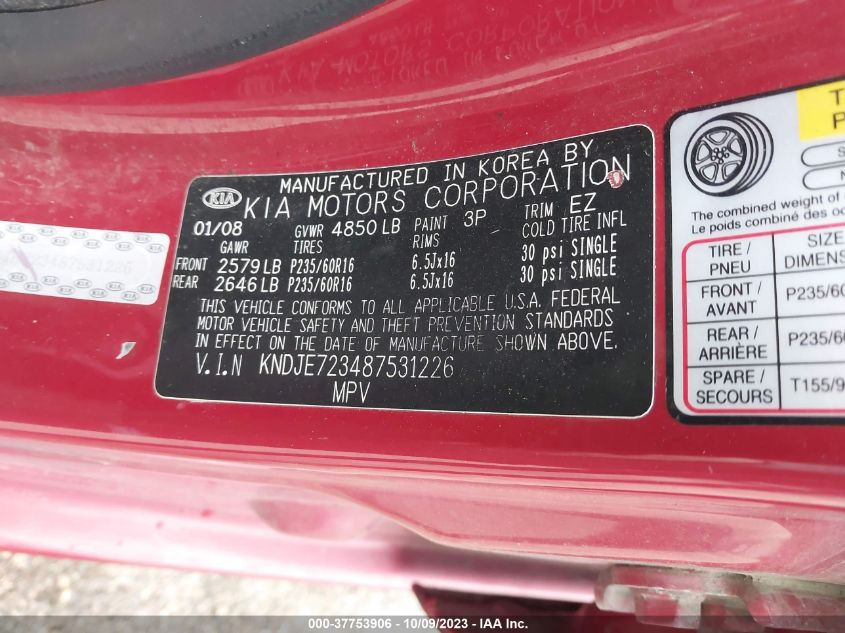 KIA
MANUFACTURED IN KOREA BY
KIA MOTORS CORPORATION
01/08 GVWR 4850 LB PAINT 3P TRIM EZ
GAWR TIRES RIMS COLD TIRE INFL
FRONT 2579 LB P235/60R16 6.5Jx16 30 psi SINGLE
REAR 2646 LB P235/60R16 6.5Jx16 30 psi SINGLE
THIS VEHICLE CONFORMS TO ALL APPLICABLE U.S.A. FEDERAL
MOTOR VEHICLE SAFETY AND THEFT PREVENTION STANDARDS
IN EFFECT ON THE DATE OF MANUFACTURE SHOWN ABOVE.
V.I.N KNDJE723487531226
MPV
The combined weight of
Le poids combiné des oc
TIRE / PNEU
SIZE
DIMENS
FRONT / AVANT
P235/60
REAR / ARRIÈRE
P235/60
SPARE / SECOURS
T155/9
000-37753906 - 10/09/2023 - IAA Inc.